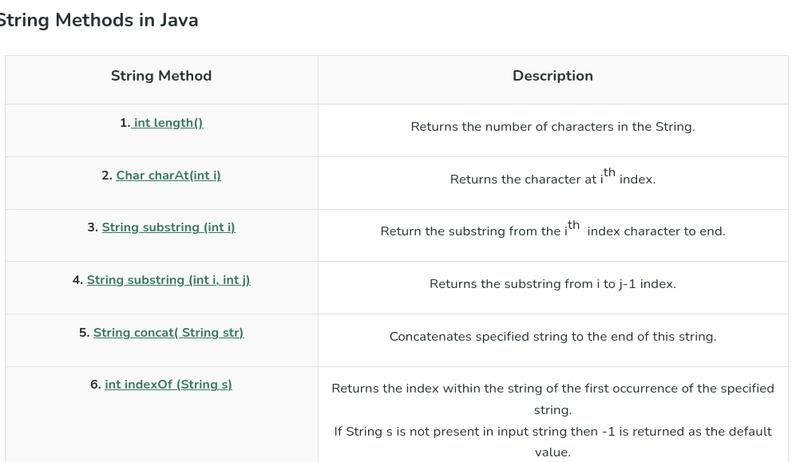 String Methods in Java
String Method Description
1. int length() Returns the number of characters in the String.
2. Char charAt(int i) Returns the character at ith index.
3. String substring (int i) Return the substring from the ith index character to end.
4. String substring (int i, int j) Returns the substring from i to j-1 index.
5. String concat( String str) Concatenates specified string to the end of this string.
6. int indexOf (String s) Returns the index within the string of the first occurrence of the specified
string.
If String s is not present in input string then -1 is returned as the default
value.